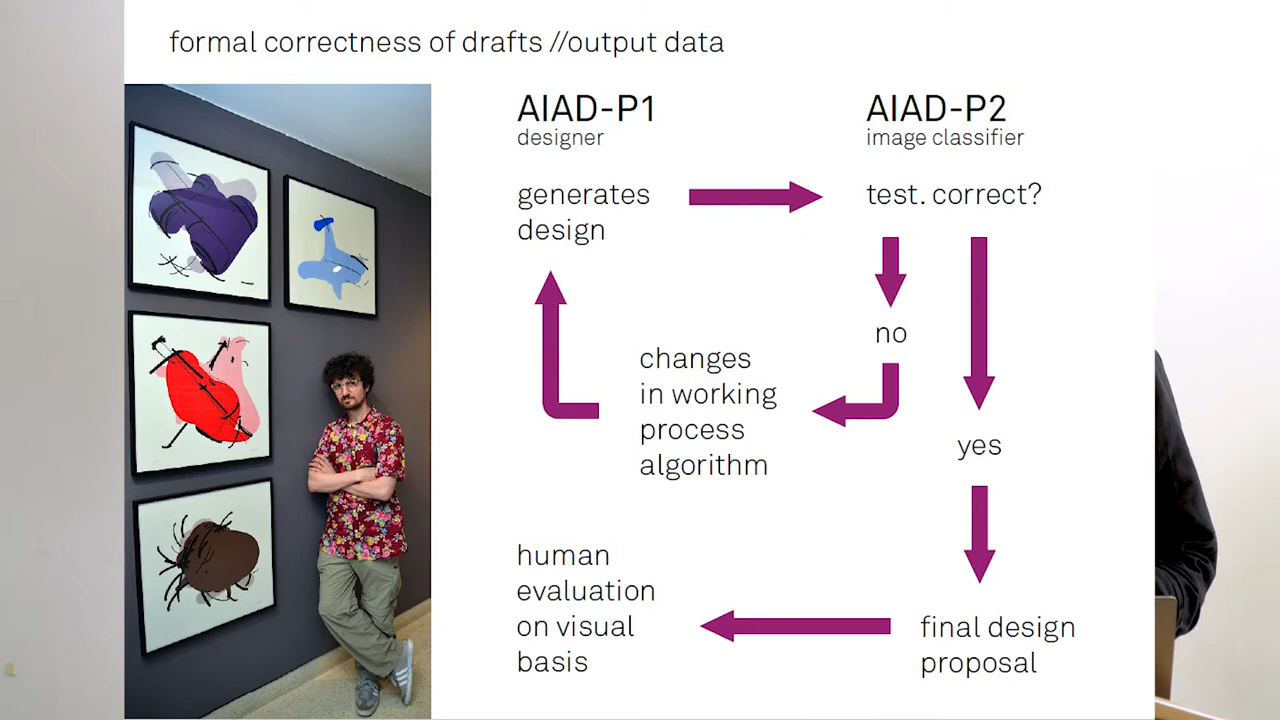 formal correctness of drafts //output data
AIAD-P1
designer
generates
design
AIAD-P2
image classifier
test. correct?
no
changes
in working
process
algorithm
yes
human
evaluation
on visual
basis
final design
proposal